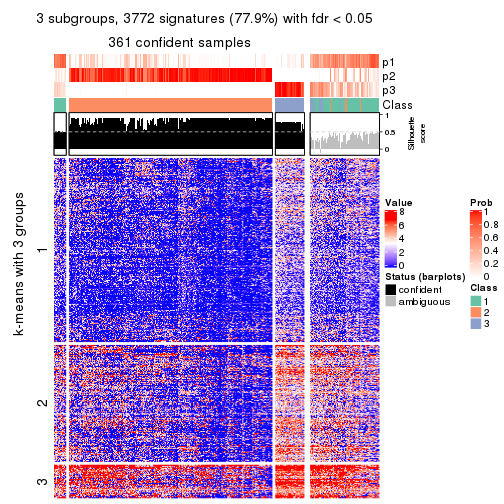 3 subgroups, 3772 signatures (77.9%) with fdr < 0.05
361 confident samples
p1
p2
p3
Class
1
0.5
0
Silhouette
score
k-means with 3 groups
1
2
3
Value
8
6
4
2
0
Status (barplots)
confident
ambiguous
Prob
1
0.8
0.6
0.4
0.2
0
Class
1
2
3